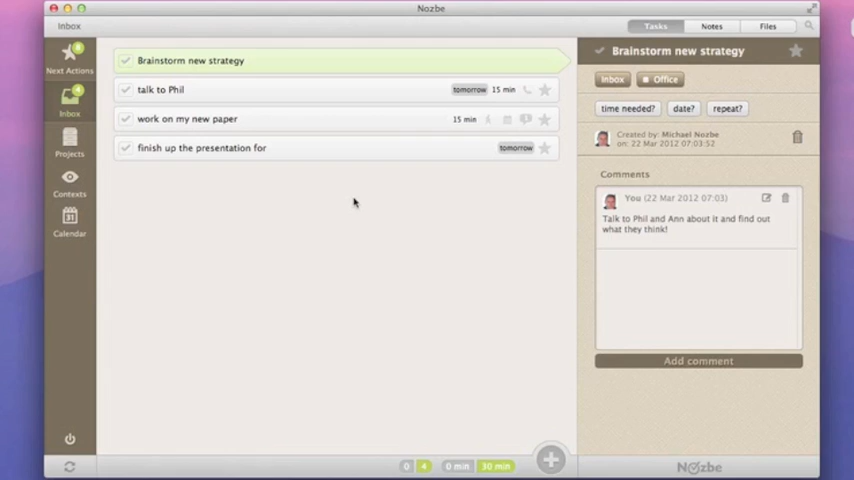 Nozbe
Inbox
Tasks
Notes
Files
6
Next Actions
4
Inbox
Projects
Contexts
31
Calendar
Brainstorm new strategy
talk to Phil
tomorrow
15 min
work on my new paper
15 min
finish up the presentation for
tomorrow
0
4
0 min
30 min
Brainstorm new strategy
Inbox
Office
time needed?
date?
repeat?
Created by: Michael Nozbe
on: 22 Mar 2012 07:03:52
Comments
You (22 Mar 2012 07:03)
Talk to Phil and Ann about it and find out
what they think!
Add comment
Nozbe